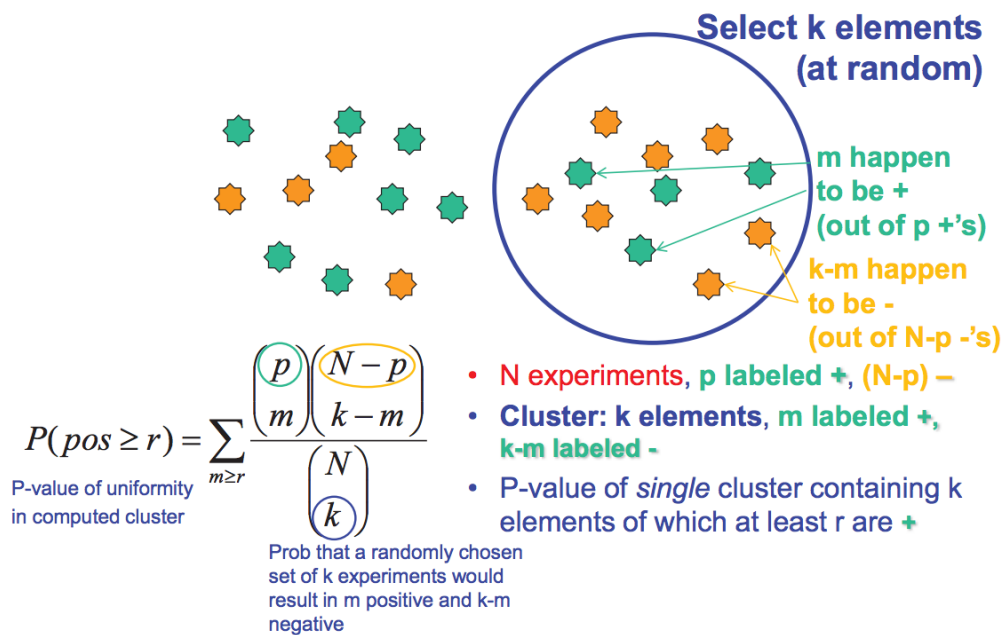 Select k elements
(at random)
m happen
to be +
(out of p +’s)
k-m happen
to be -
(out of N-p -’s)
P(pos ≥ r) = ∑ m≥r (p m)(N − p k − m) / (N k)
P-value of uniformity
in computed cluster
Prob that a randomly chosen
set of k experiments would
result in m positive and k-m
negative
• N experiments, p labeled +, (N-p) –
• Cluster: k elements, m labeled +,
k-m labeled -
• P-value of single cluster containing k
elements of which at least r are +